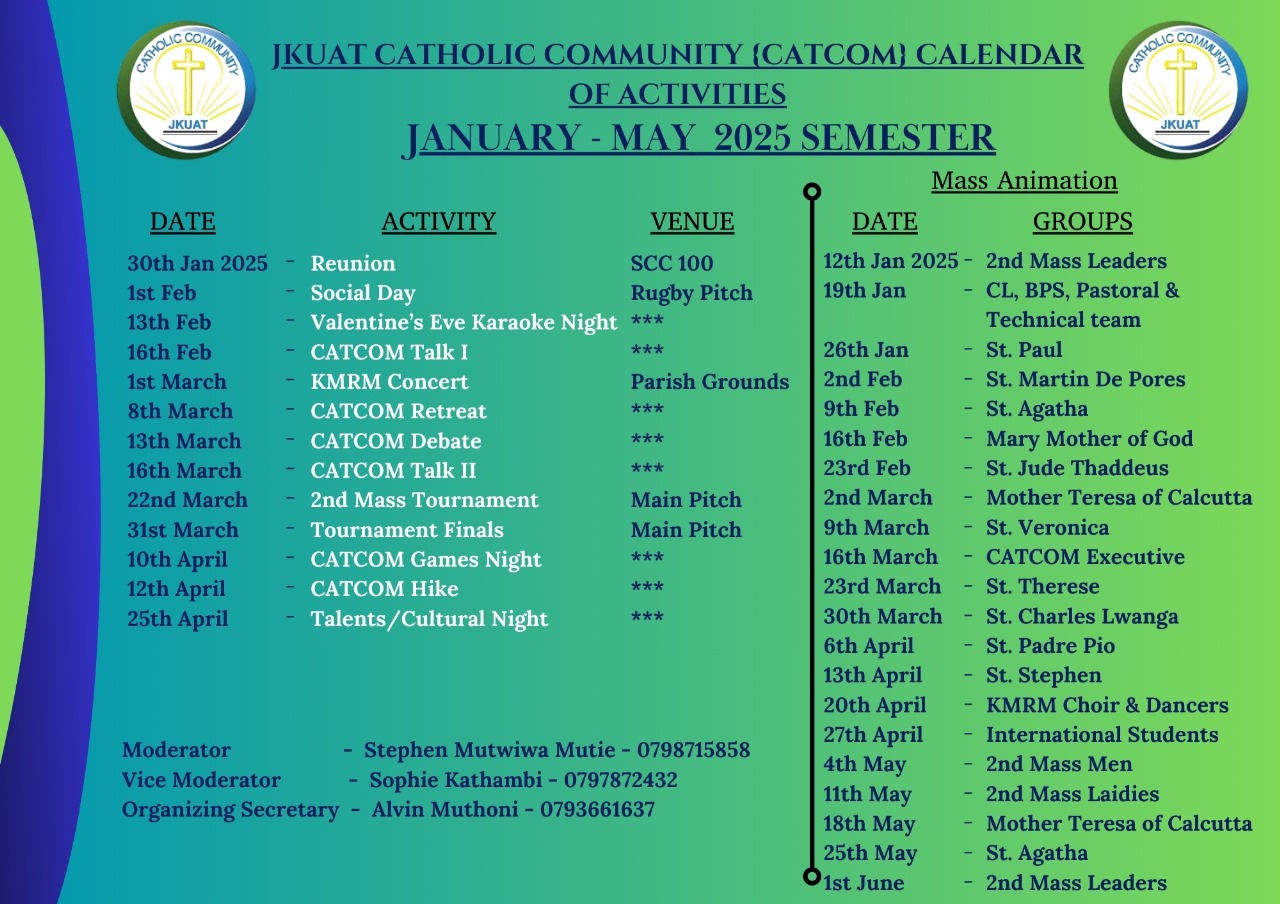 CATHOLIC COMMUNITY
JKUAT
JKUAT CATHOLIC COMMUNITY {CATCOM} CALENDAR
OF ACTIVITIES
JANUARY - MAY 2025 SEMESTER
CATHOLIC COMMUNITY
JKUAT
DATE ACTIVITY VENUE
30th Jan 2025 - Reunion SCC 100
1st Feb - Social Day Rugby Pitch
13th Feb - Valentine’s Eve Karaoke Night ***
16th Feb - CATCOM Talk I ***
1st March - KMRM Concert Parish Grounds
8th March - CATCOM Retreat ***
13th March - CATCOM Debate ***
16th March - CATCOM Talk II ***
22nd March - 2nd Mass Tournament Main Pitch
31st March - Tournament Finals Main Pitch
10th April - CATCOM Games Night ***
12th April - CATCOM Hike ***
25th April - Talents/Cultural Night ***
Moderator - Stephen Mutwiwa Mutie - 0798715858
Vice Moderator - Sophie Kathambi - 0797872432
Organizing Secretary - Alvin Muthoni - 0793661637
Mass Animation
DATE GROUPS
12th Jan 2025 - 2nd Mass Leaders
19th Jan - CL, BPS, Pastoral &
Technical team
26th Jan - St. Paul
2nd Feb - St. Martin De Pores
9th Feb - St. Agatha
16th Feb - Mary Mother of God
23rd Feb - St. Jude Thaddeus
2nd March - Mother Teresa of Calcutta
9th March - St. Veronica
16th March - CATCOM Executive
23rd March - St. Therese
30th March - St. Charles Lwanga
6th April - St. Padre Pio
13th April - St. Stephen
20th April - KMRM Choir & Dancers
27th April - International Students
4th May - 2nd Mass Men
11th May - 2nd Mass Laidies
18th May - Mother Teresa of Calcutta
25th May - St. Agatha
1st June - 2nd Mass Leaders